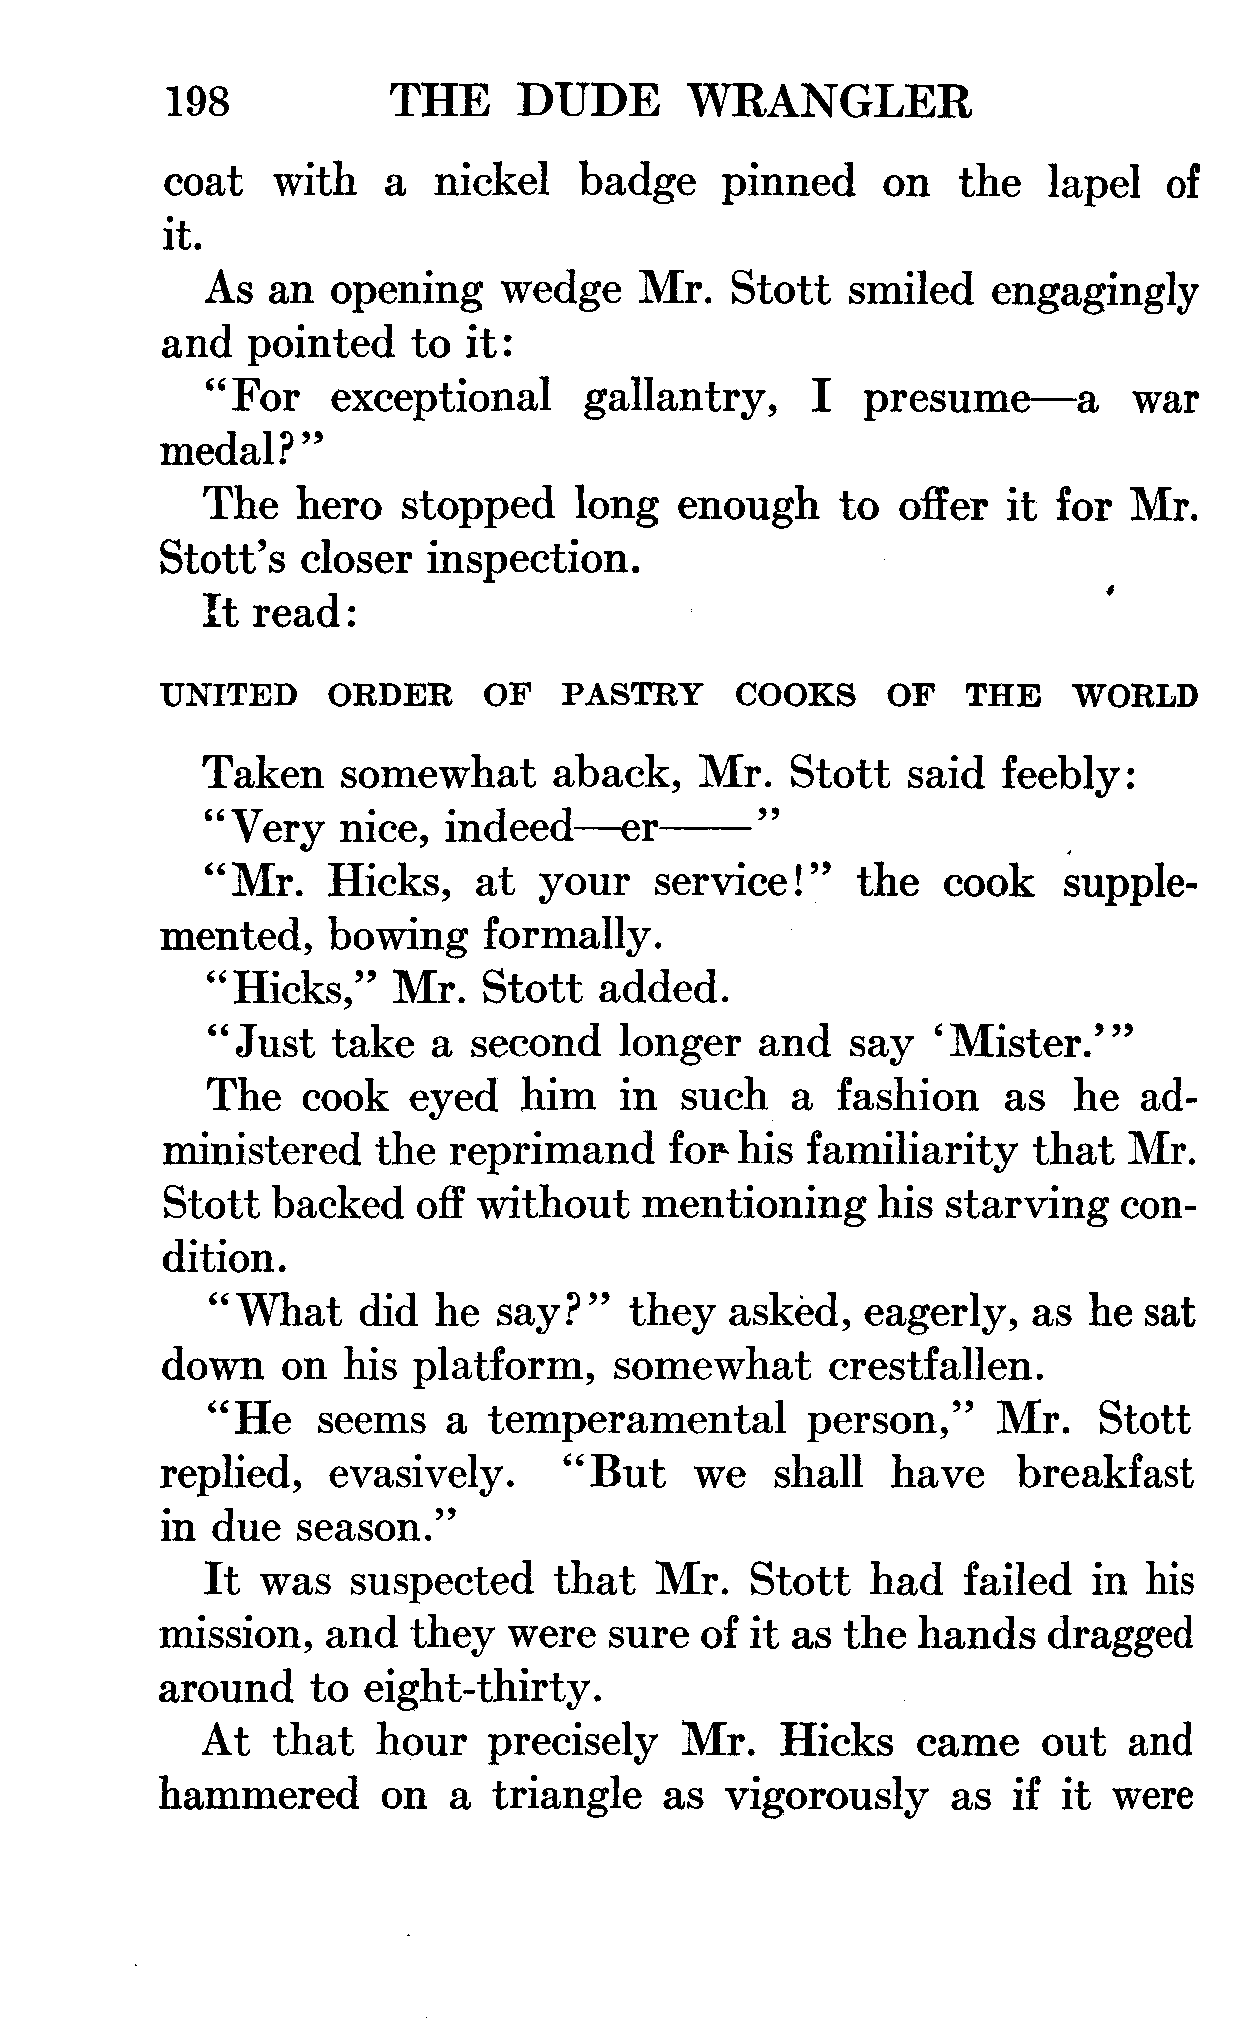 198 THE DUDE WRANGLER
coat with a nickel badge pinned on the lapel of
it.
As an opening wedge Mr. Stott smiled engagingly
and pointed to it:
"For exceptional gallantry, I presume—a war
medal?"
The hero stopped long enough to offer it for Mr.
Stott's closer inspection.
It read:
UNITED ORDER OF PASTRY COOKS OF THE WORLD
Taken somewhat aback, Mr. Stott said feebly:
"Very nice, indeed—er——"
"Mr. Hicks, at your service!" the cook supple-
mented, bowing formally.
"Hicks," Mr. Stott added.
"Just take a second longer and say 'Mister.'"
The cook eyed him in such a fashion as he ad-
ministered the reprimand for his familiarity that Mr.
Stott backed off without mentioning his starving con-
dition.
"What did he say?" they asked, eagerly, as he sat
down on his platform, somewhat crestfallen.
"He seems a temperamental person," Mr. Stott
replied, evasively. "But we shall have breakfast
in due season."
It was suspected that Mr. Stott had failed in his
mission, and they were sure of it as the hands dragged
around to eight-thirty.
At that hour precisely Mr. Hicks came out and
hammered on a triangle as vigorously as if it were